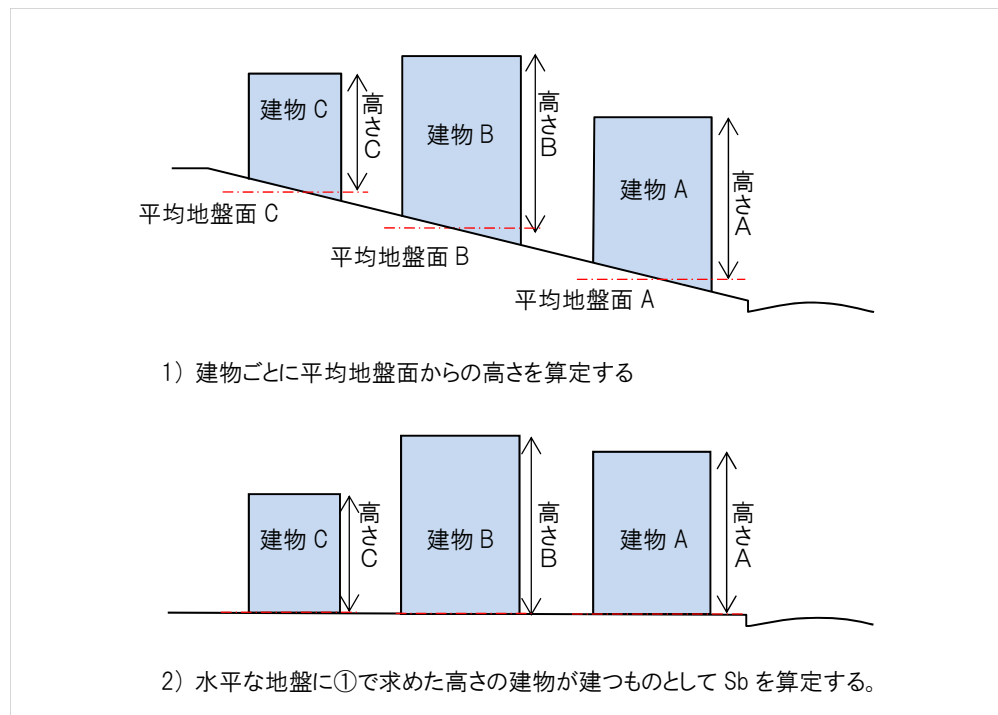 建物 C
高さC
建物 B
高さB
建物 A
高さA
平均地盤面 C
平均地盤面 B
平均地盤面 A
1) 建物ごとに平均地盤面からの高さを算定する
建物 C
高さC
建物 B
高さB
建物 A
高さA
2) 水平な地盤に①で求めた高さの建物が建つものとして Sb を算定する。